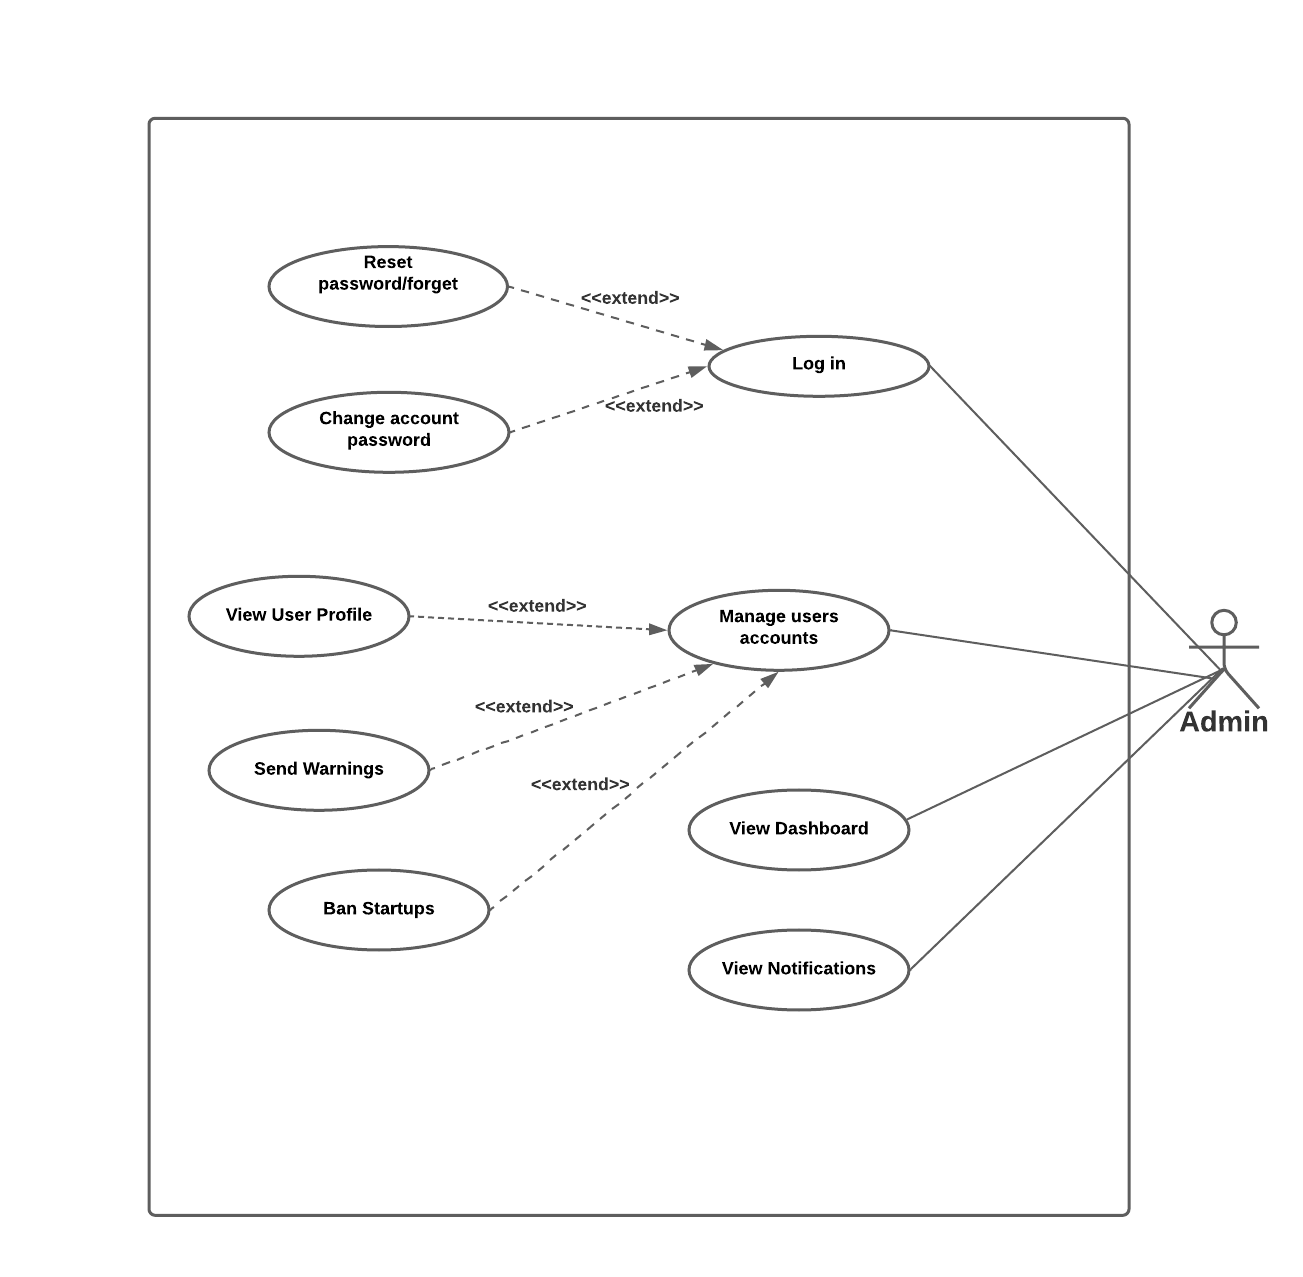 Reset
password/forget
<<extend>>
Log in
<<extend>>
Change account
password
View User Profile
<<extend>>
Manage users
accounts
<<extend>>
Admin
Send Warnings
<<extend>>
View Dashboard
Ban Startups
View Notifications